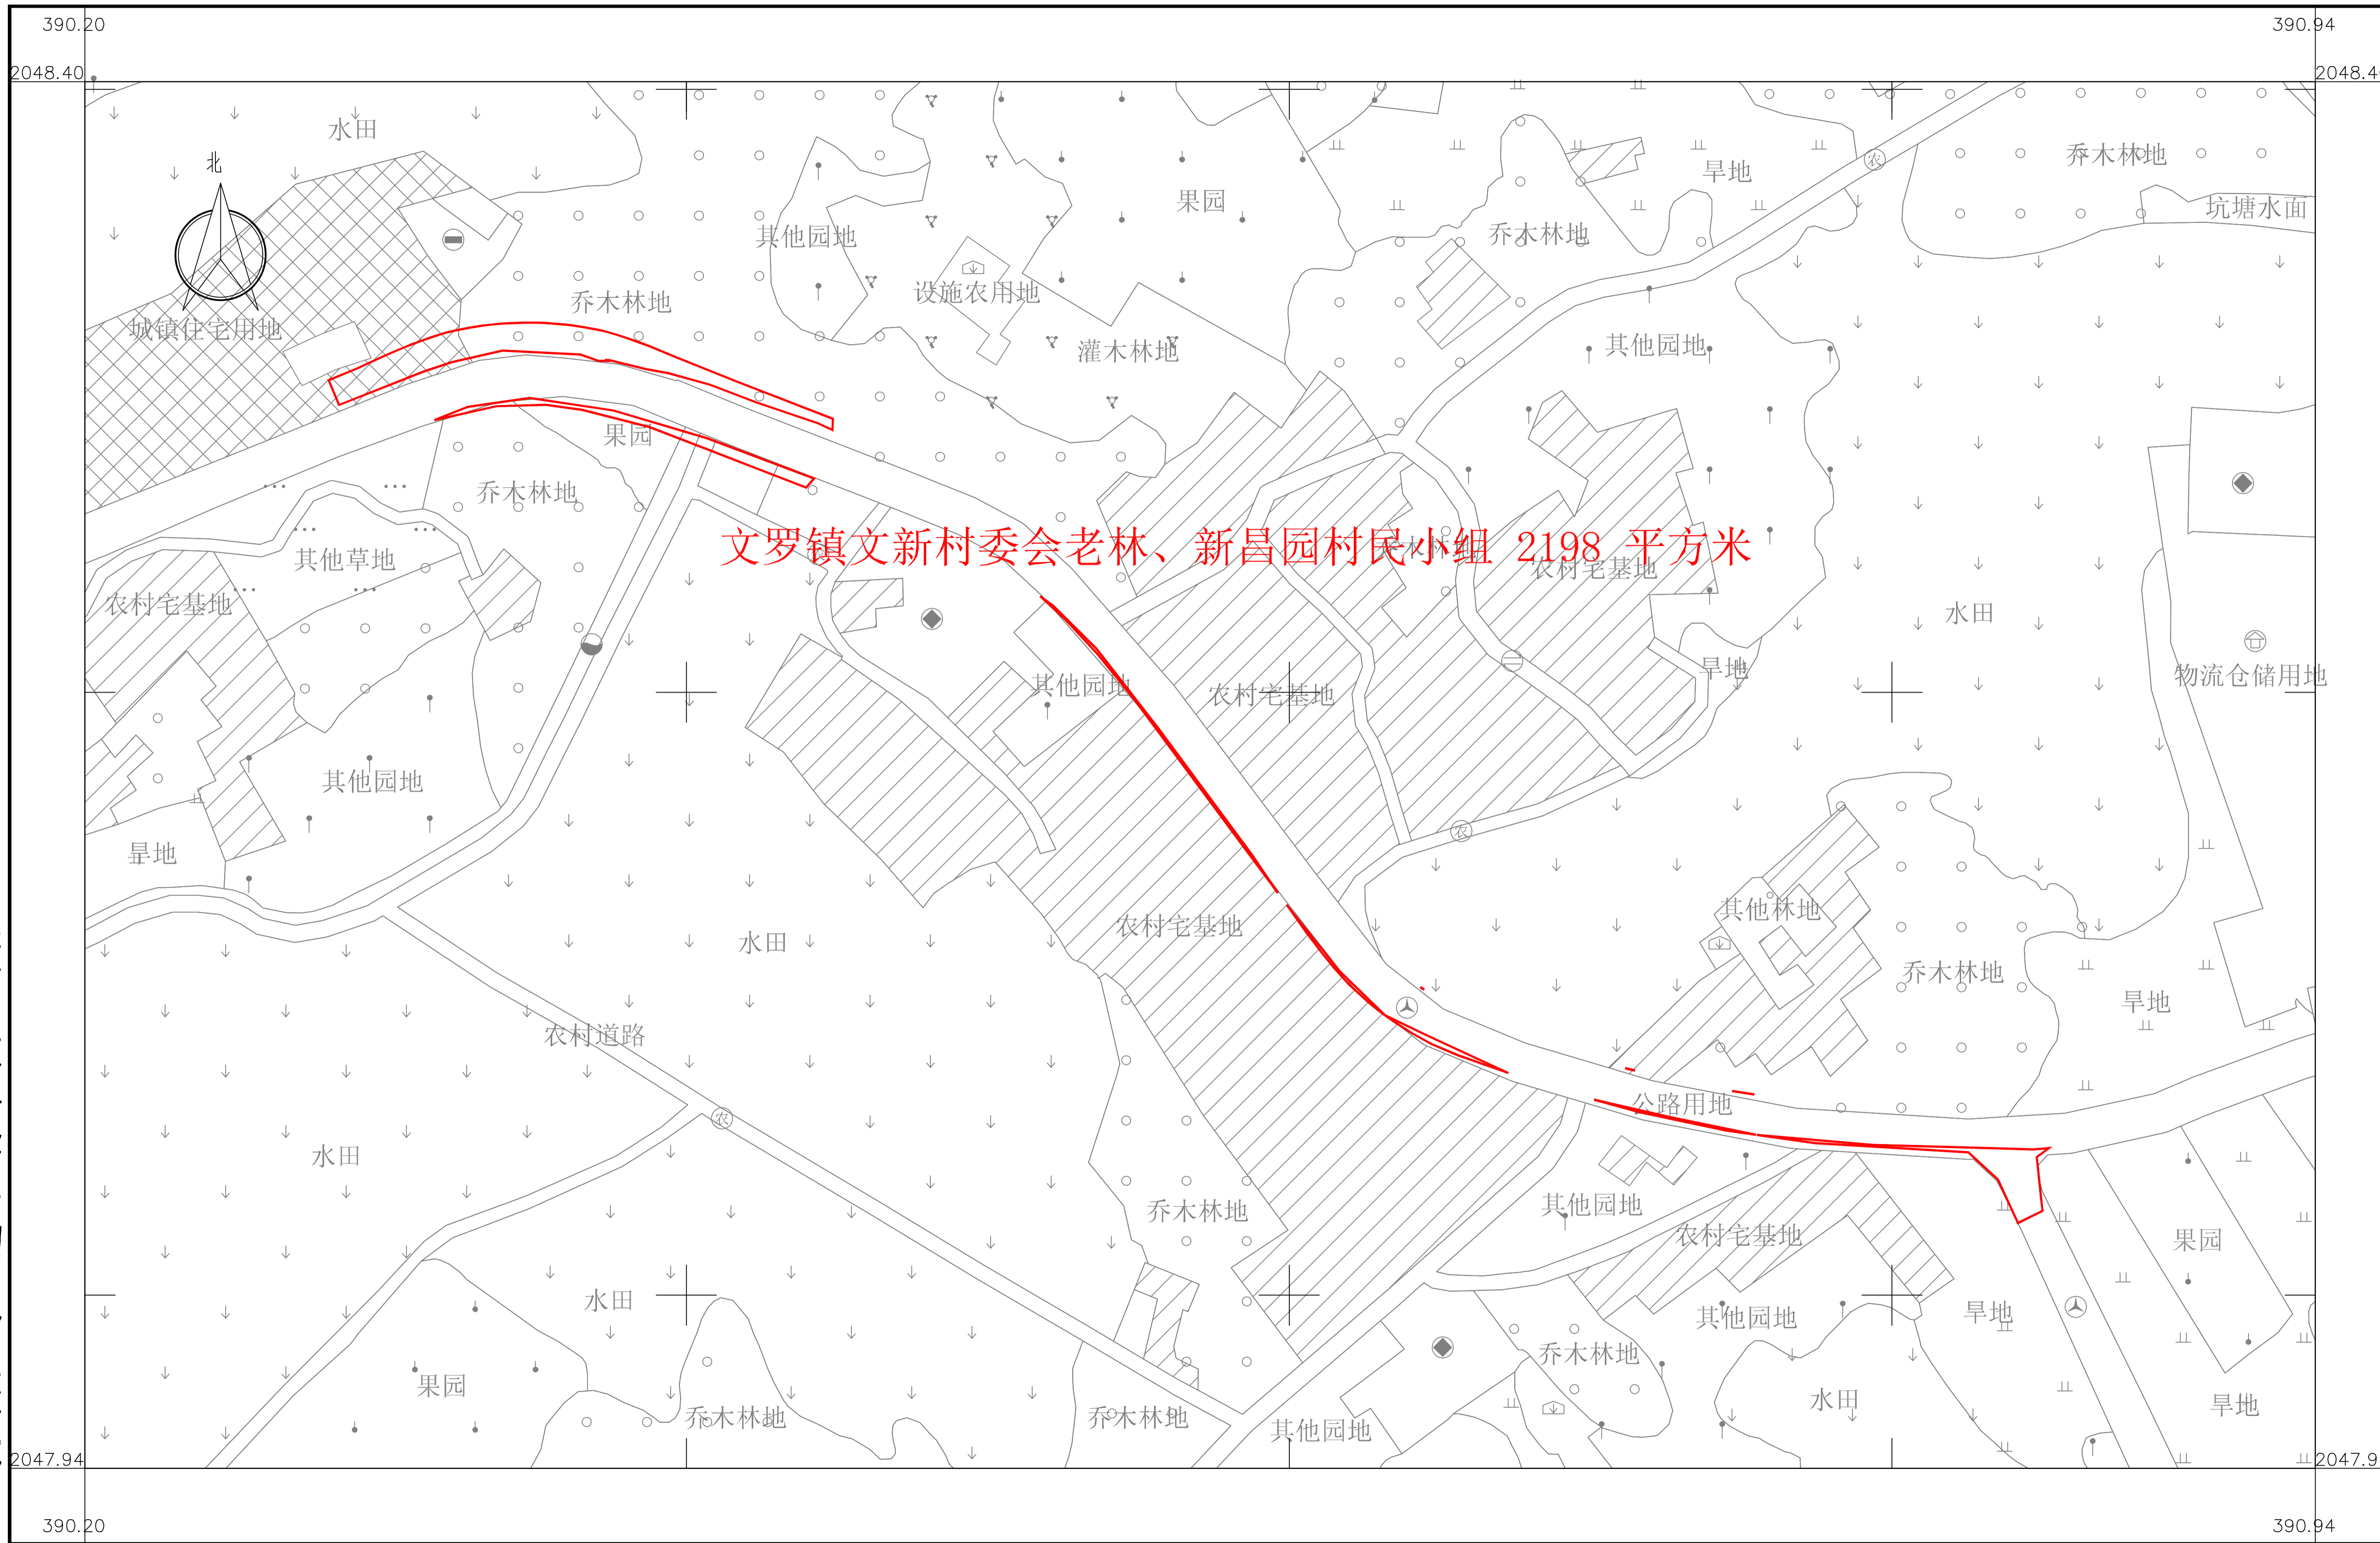 390.20 390.94
2048.40 2048.4
水田
北
乔木林地
果园
旱地
坑塘水面
其他园地
乔木林地
设施农用地
乔木林地
城镇住宅用地
灌木林地
其他园地
果园
乔木林地
文罗镇文新村委会老林、新昌园村民小组 2198 平方米
其他草地
乔木林地
农村宅基地
农村宅基地
水田
其他园地
农村宅基地
旱地
物流仓储用地
其他园地
旱地
其他林地
农村宅基地
水田
乔木林地
旱地
农村道路
农
农
农
公路用地
水田
乔木林地
其他园地
农村宅基地
果园
水田
其他园地
旱地
乔木林地
果园
水田
旱地
乔木林地
乔木林地
其他园地
2047.94 2047.9
390.20 390.94